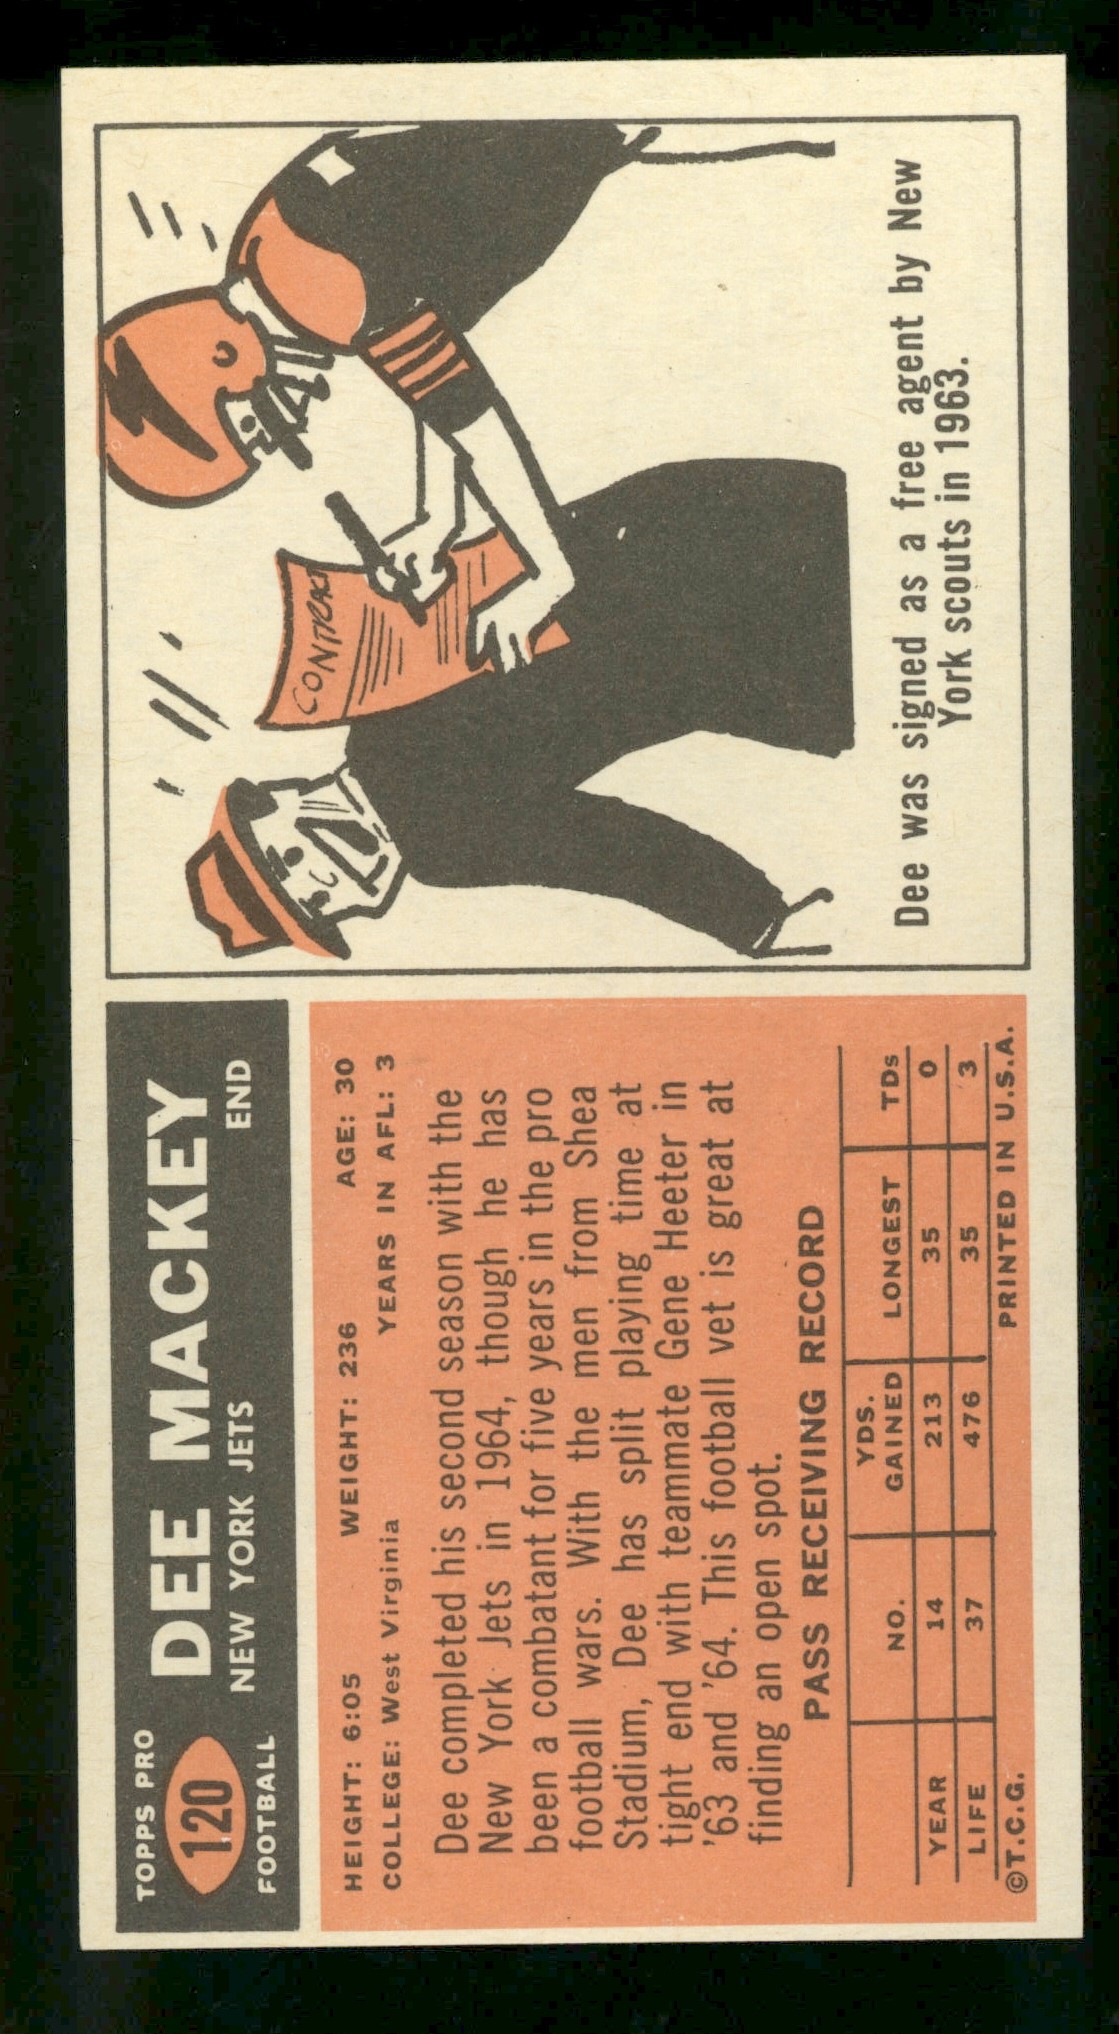 TOPPS PRO
120
FOOTBALL
DEE MACKEY
NEW YORK JETS END
HEIGHT: 6:05 WEIGHT: 236 AGE: 30
COLLEGE: West Virginia YEARS IN AFL: 3
Dee completed his second season with the
New York Jets in 1964, though he has
been a combatant for five years in the pro
football wars. With the men from Shea
Stadium, Dee has split playing time at
tight end with teammate Gene Heeter in
'63 and '64. This football vet is great at
finding an open spot.
PASS RECEIVING RECORD
NO. YDS. GAINED LONGEST TDs
YEAR 14 213 35 0
LIFE 37 476 35 3
©T.C.G. PRINTED IN U.S.A.
CONTRACT
Dee was signed as a free agent by New
York scouts in 1963.